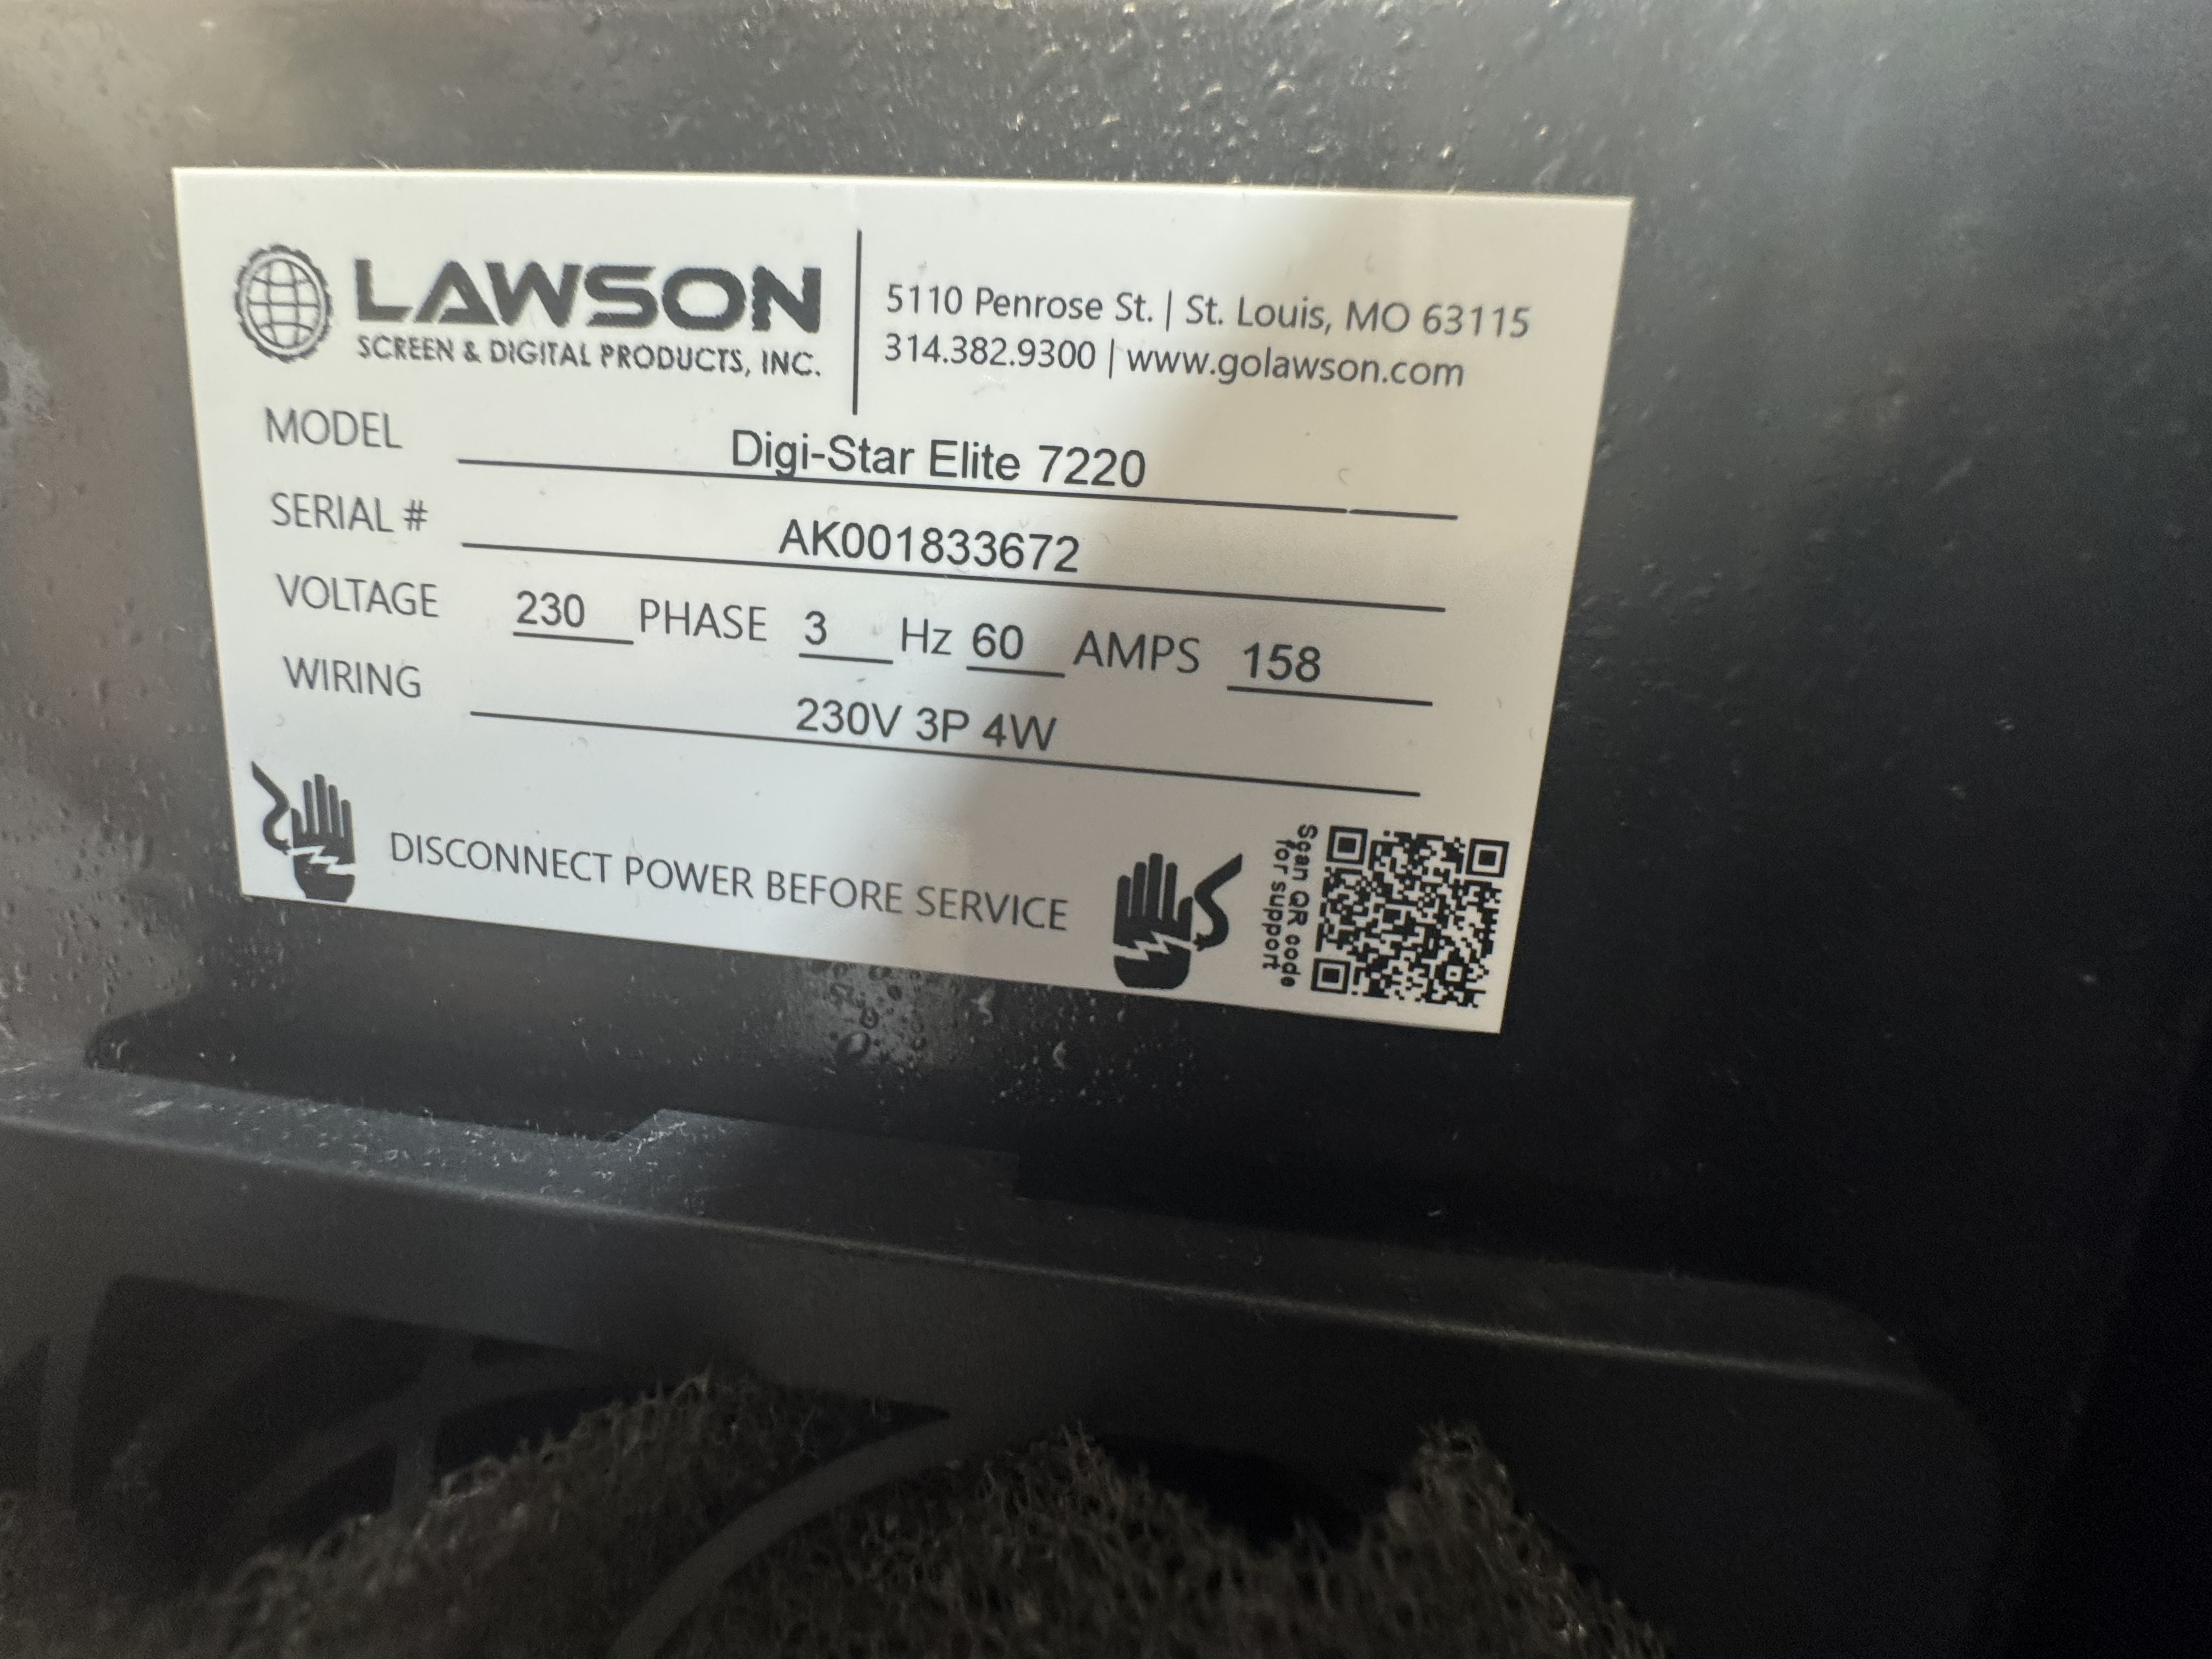 LAWSON
SCREEN & DIGITAL PRODUCTS, INC.
5110 Penrose St. | St. Louis, MO 63115
314.382.9300 | www.golawson.com
MODEL Digi-Star Elite 7220
SERIAL # AK001833672
VOLTAGE 230 PHASE 3 Hz 60 AMPS 158
WIRING 230V 3P 4W
DISCONNECT POWER BEFORE SERVICE
Scan QR code
for support